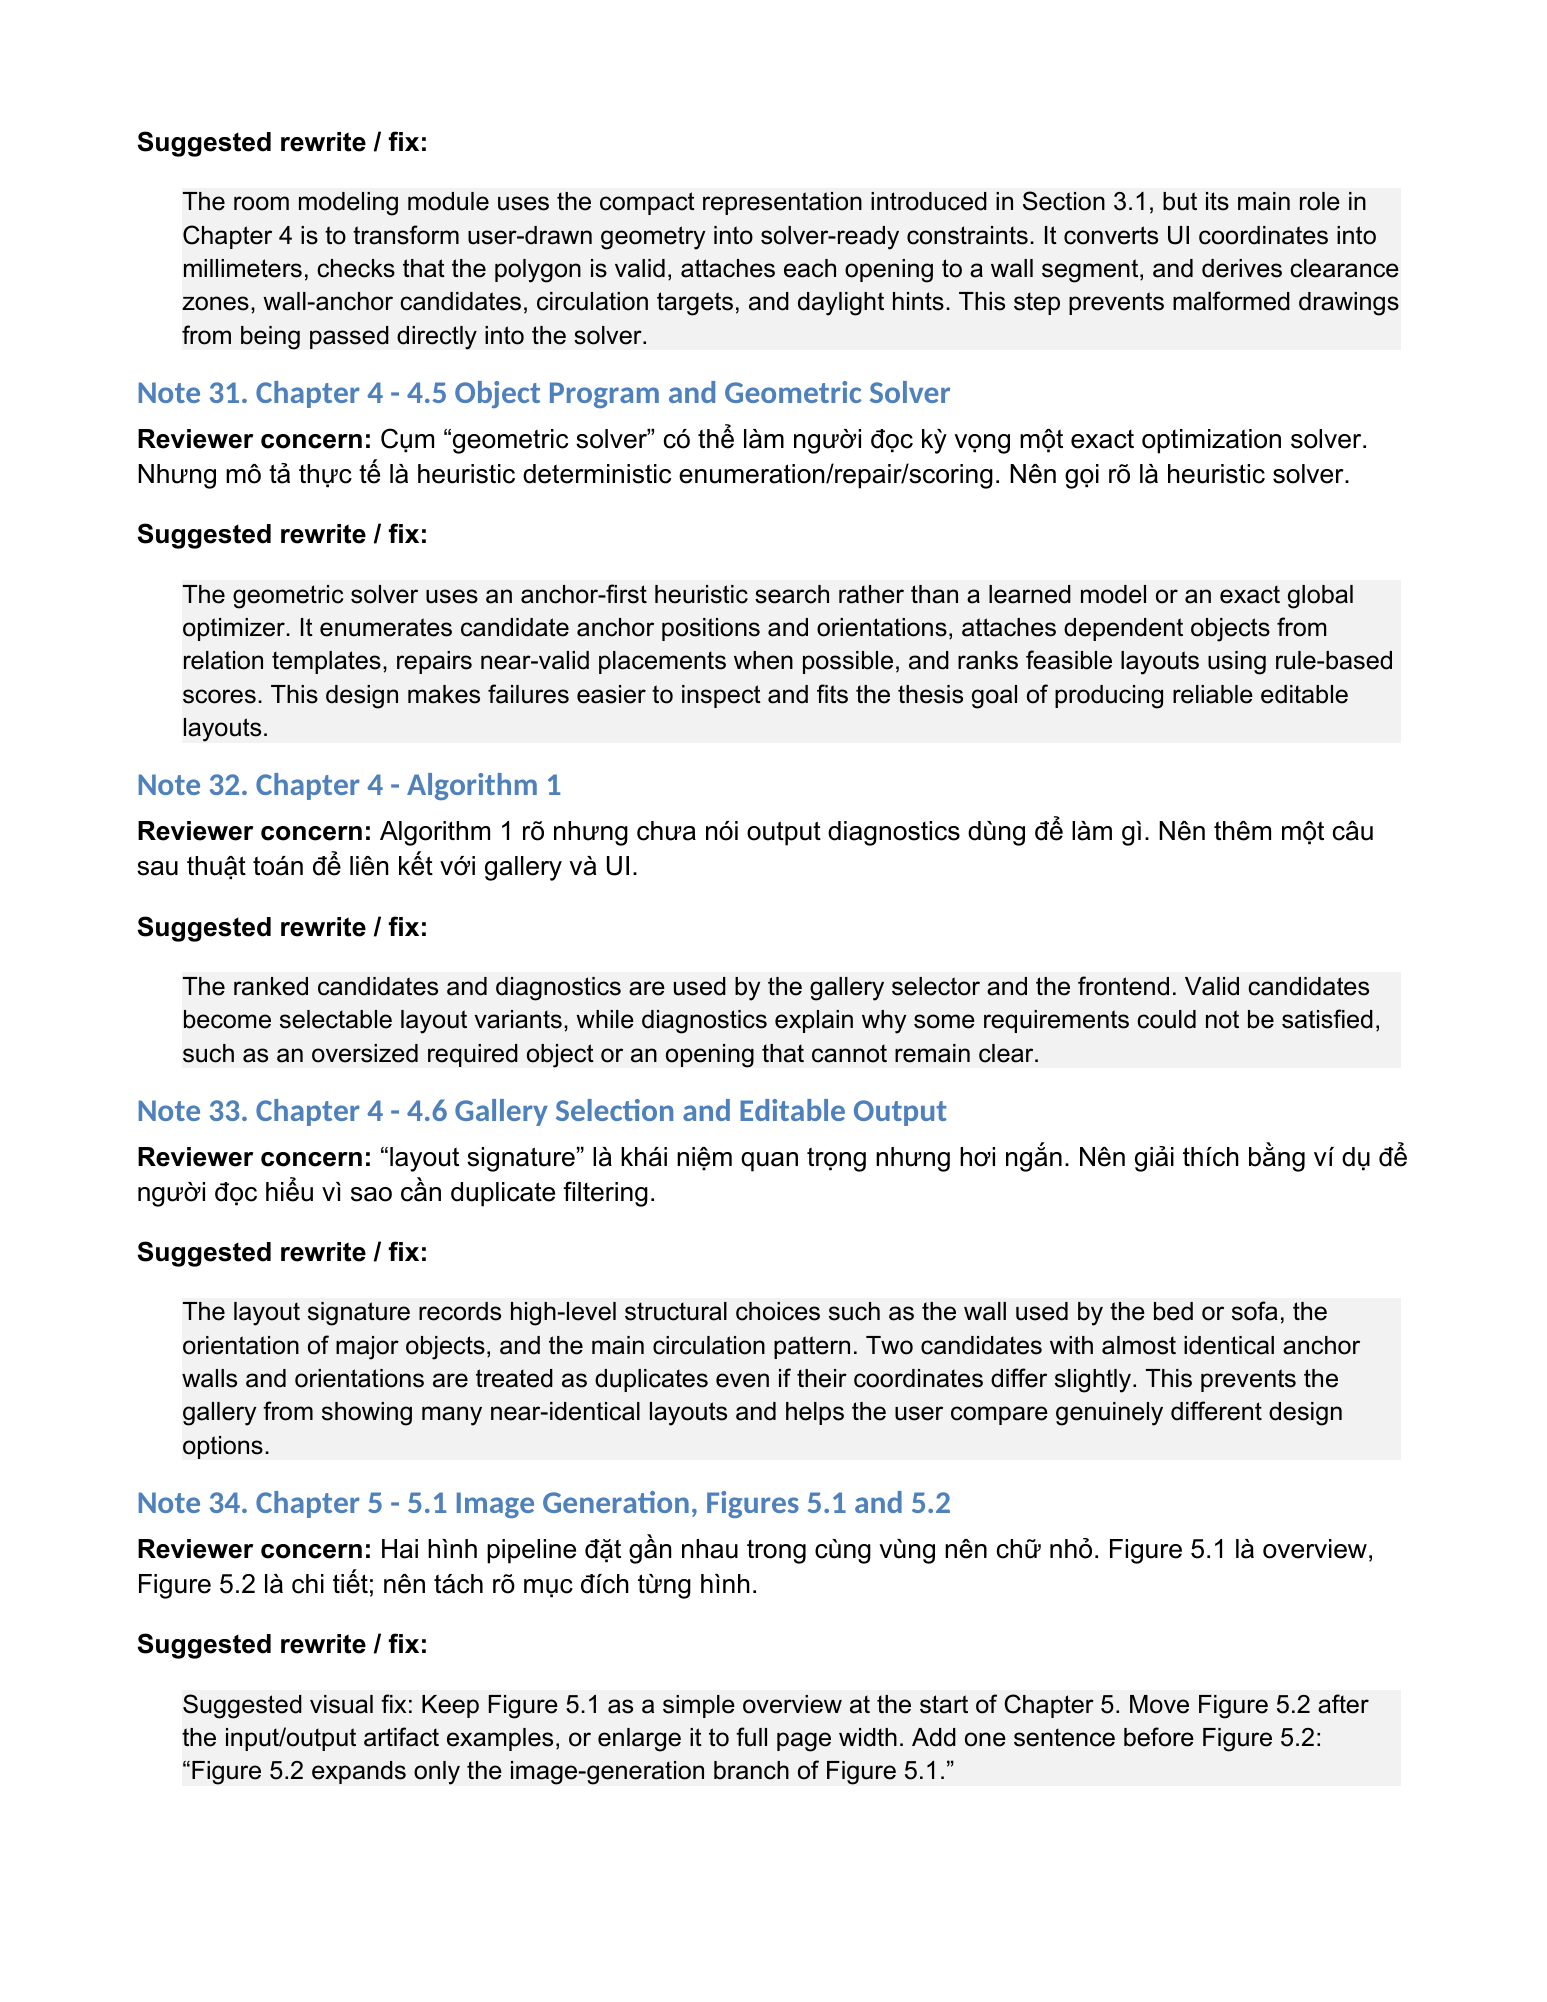 Suggested rewrite / fix:
The room modeling module uses the compact representation introduced in Section 3.1, but its main role in
Chapter 4 is to transform user-drawn geometry into solver-ready constraints. It converts UI coordinates into
millimeters, checks that the polygon is valid, attaches each opening to a wall segment, and derives clearance
zones, wall-anchor candidates, circulation targets, and daylight hints. This step prevents malformed drawings
from being passed directly into the solver.
Note 31. Chapter 4 - 4.5 Object Program and Geometric Solver
Reviewer concern: Cụm “geometric solver” có thể làm người đọc kỳ vọng một exact optimization solver.
Nhưng mô tả thực tế là heuristic deterministic enumeration/repair/scoring. Nên gọi rõ là heuristic solver.
Suggested rewrite / fix:
The geometric solver uses an anchor-first heuristic search rather than a learned model or an exact global
optimizer. It enumerates candidate anchor positions and orientations, attaches dependent objects from
relation templates, repairs near-valid placements when possible, and ranks feasible layouts using rule-based
scores. This design makes failures easier to inspect and fits the thesis goal of producing reliable editable
layouts.
Note 32. Chapter 4 - Algorithm 1
Reviewer concern: Algorithm 1 rõ nhưng chưa nói output diagnostics dùng để làm gì. Nên thêm một câu
sau thuật toán để liên kết với gallery và UI.
Suggested rewrite / fix:
The ranked candidates and diagnostics are used by the gallery selector and the frontend. Valid candidates
become selectable layout variants, while diagnostics explain why some requirements could not be satisfied,
such as an oversized required object or an opening that cannot remain clear.
Note 33. Chapter 4 - 4.6 Gallery Selection and Editable Output
Reviewer concern: “layout signature” là khái niệm quan trọng nhưng hơi ngắn. Nên giải thích bằng ví dụ để
người đọc hiểu vì sao cần duplicate filtering.
Suggested rewrite / fix:
The layout signature records high-level structural choices such as the wall used by the bed or sofa, the
orientation of major objects, and the main circulation pattern. Two candidates with almost identical anchor
walls and orientations are treated as duplicates even if their coordinates differ slightly. This prevents the
gallery from showing many near-identical layouts and helps the user compare genuinely different design
options.
Note 34. Chapter 5 - 5.1 Image Generation, Figures 5.1 and 5.2
Reviewer concern: Hai hình pipeline đặt gần nhau trong cùng vùng nên chữ nhỏ. Figure 5.1 là overview,
Figure 5.2 là chi tiết; nên tách rõ mục đích từng hình.
Suggested rewrite / fix:
Suggested visual fix: Keep Figure 5.1 as a simple overview at the start of Chapter 5. Move Figure 5.2 after
the input/output artifact examples, or enlarge it to full page width. Add one sentence before Figure 5.2:
“Figure 5.2 expands only the image-generation branch of Figure 5.1.”